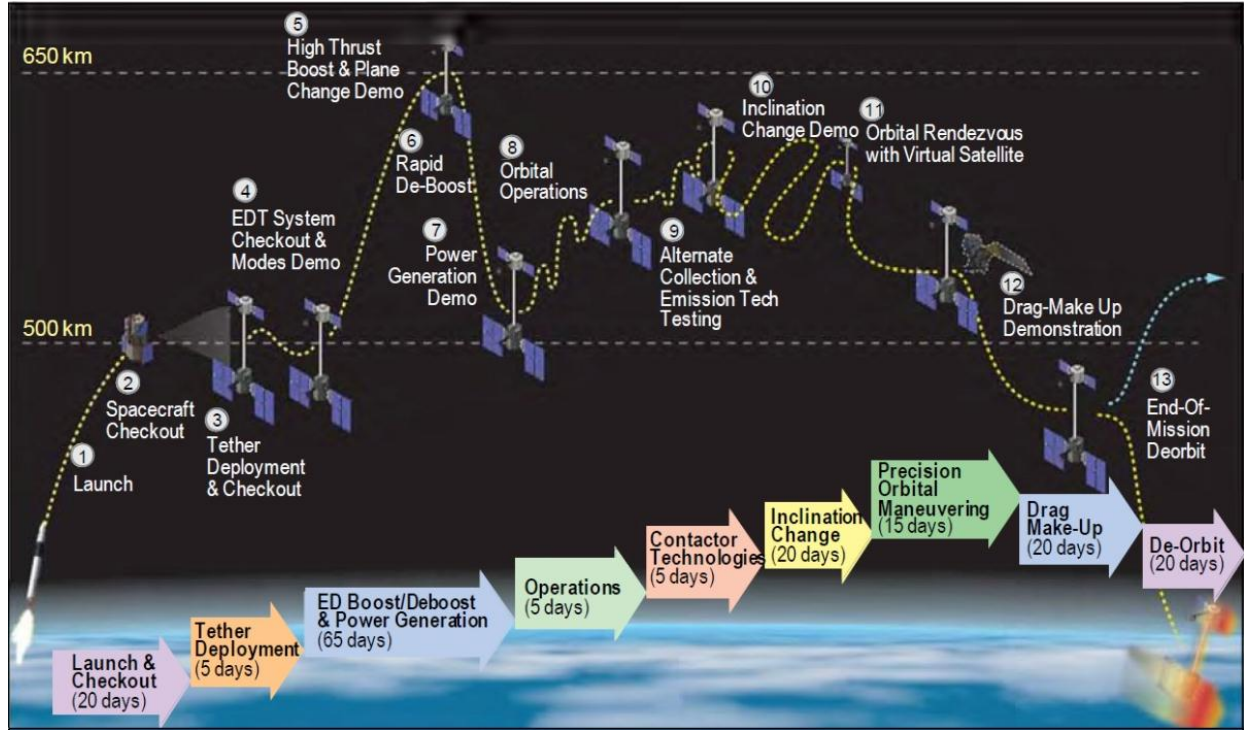 650 km
500 km
1
Launch
2
Spacecraft
Checkout
3
Tether
Deployment
& Checkout
4
EDT System
Checkout &
Modes Demo
5
High Thrust
Boost & Plane
Change Demo
6
Rapid
De-Boost
7
Power
Generation
Demo
8
Orbital
Operations
9
Alternate
Collection &
Emission Tech
Testing
10
Inclination
Change Demo
11
Orbital Rendezvous
with Virtual Satellite
12
Drag-Make Up
Demonstration
13
End-Of-
Mission
Deorbit
Launch &
Checkout
(20 days)
Tether
Deployment
(5 days)
ED Boost/Deboost
& Power Generation
(65 days)
Operations
(5 days)
Contactor
Technologies
(5 days)
Inclination
Change
(20 days)
Precision
Orbital
Maneuvering
(15 days)
Drag
Make-Up
(20 days)
De-Orbit
(20 days)